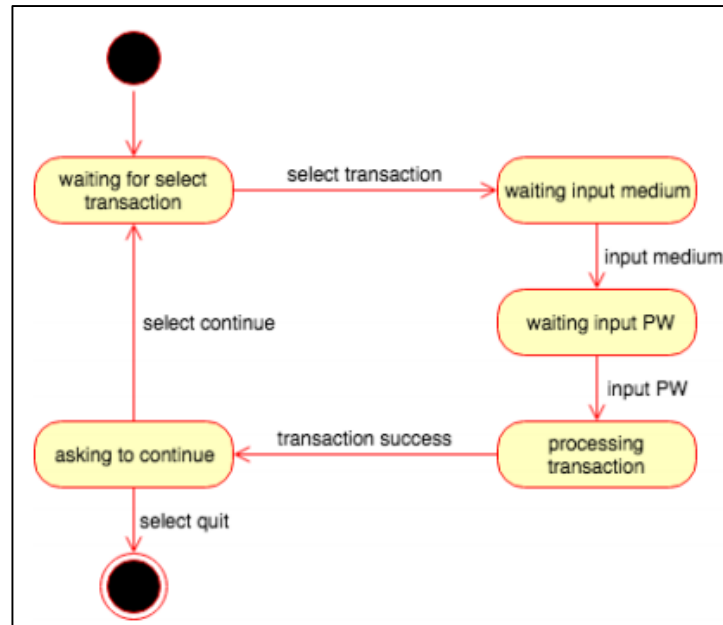 waiting for select
transaction
select transaction
waiting input medium
input medium
waiting input PW
input PW
processing
transaction
transaction success
asking to continue
select continue
select quit